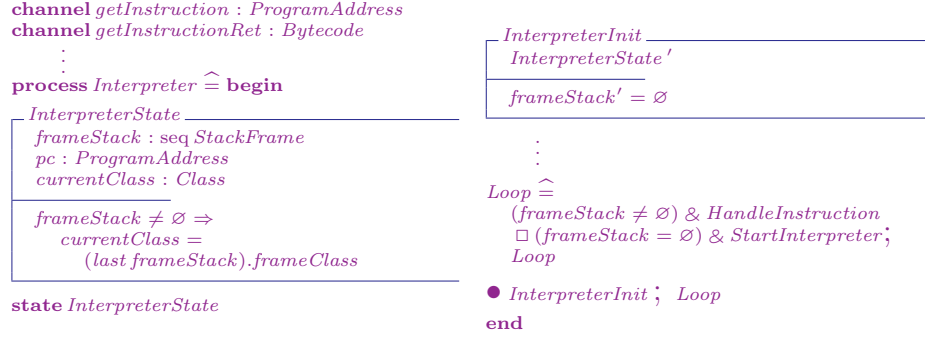 channel getInstruction : ProgramAddress
channel getInstructionRet : Bytecode
⋮
process Interpreter ≙ begin
InterpreterState
frameStack : seq StackFrame
pc : ProgramAddress
currentClass : Class
frameStack ≠ ∅ ⇒
currentClass =
(last frameStack).frameClass
state InterpreterState
InterpreterInit
InterpreterState ′
frameStack′ = ∅
⋮
Loop ≙
(frameStack ≠ ∅) & HandleInstruction
□ (frameStack = ∅) & StartInterpreter ;
Loop
● InterpreterInit ; Loop
end